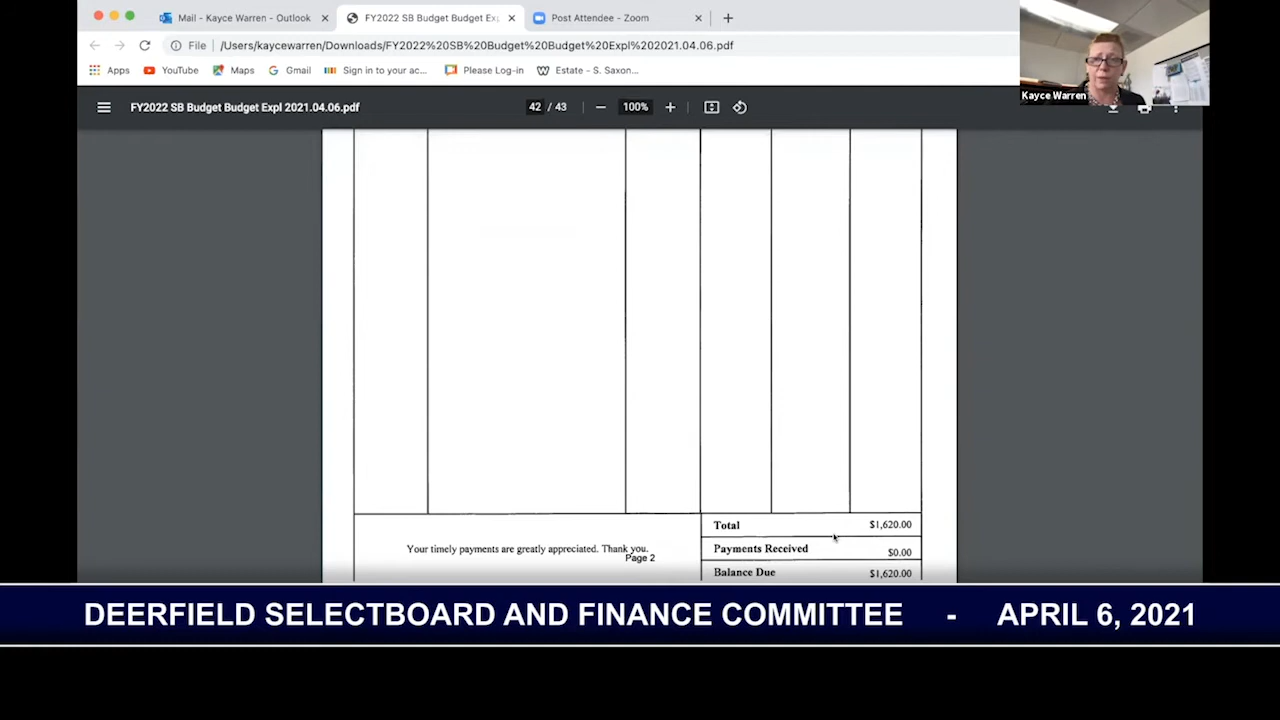 Mail - Kayce Warren - Outlook
FY2022 SB Budget Budget Ex
Post Attendee - Zoom
File
/Users/kaycewarren/Downloads/FY2022%20SB%20Budget%20Budget%20Expl%202021.04.06.pdf
Apps
YouTube
Maps
Gmail
Sign in to your ac...
Please Log-in
Estate - S. Saxon...
Kayce Warren
FY2022 SB Budget Budget Expl 2021.04.06.pdf
42 / 43
100%
Total $1,620.00
Your timely payments are greatly appreciated. Thank you.
Page 2
Payments Received $0.00
Balance Due $1,620.00
DEERFIELD SELECTBOARD AND FINANCE COMMITTEE - APRIL 6, 2021